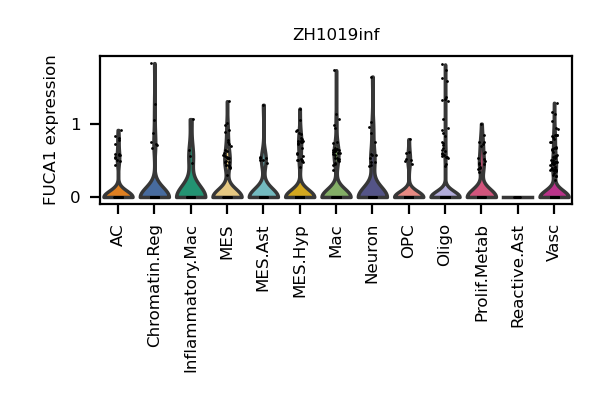 ZH1019inf
FUCA1 expression
1
0
AC
Chromatin.Reg
Inflammatory.Mac
MES
MES.Ast
MES.Hyp
Mac
Neuron
OPC
Oligo
Prolif.Metab
Reactive.Ast
Vasc